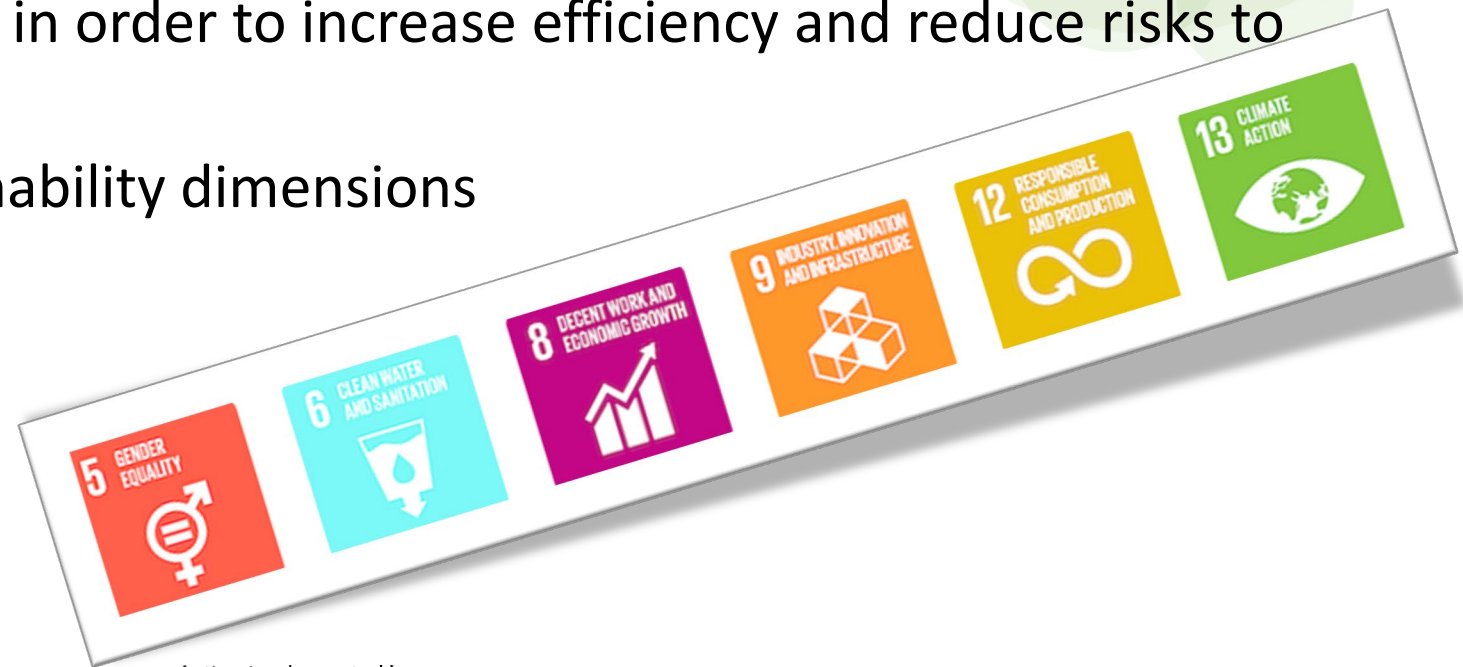 in order to increase efficiency and reduce risks to
ability dimensions
5 GENDER
EQUALITY
6 CLEAN WATER
AND SANITATION
8 DECENT WORK AND
ECONOMIC GROWTH
9 INDUSTRY, INNOVATION
AND INFRASTRUCTURE
12 RESPONSIBLE
CONSUMPTION
AND PRODUCTION
13 CLIMATE
ACTION